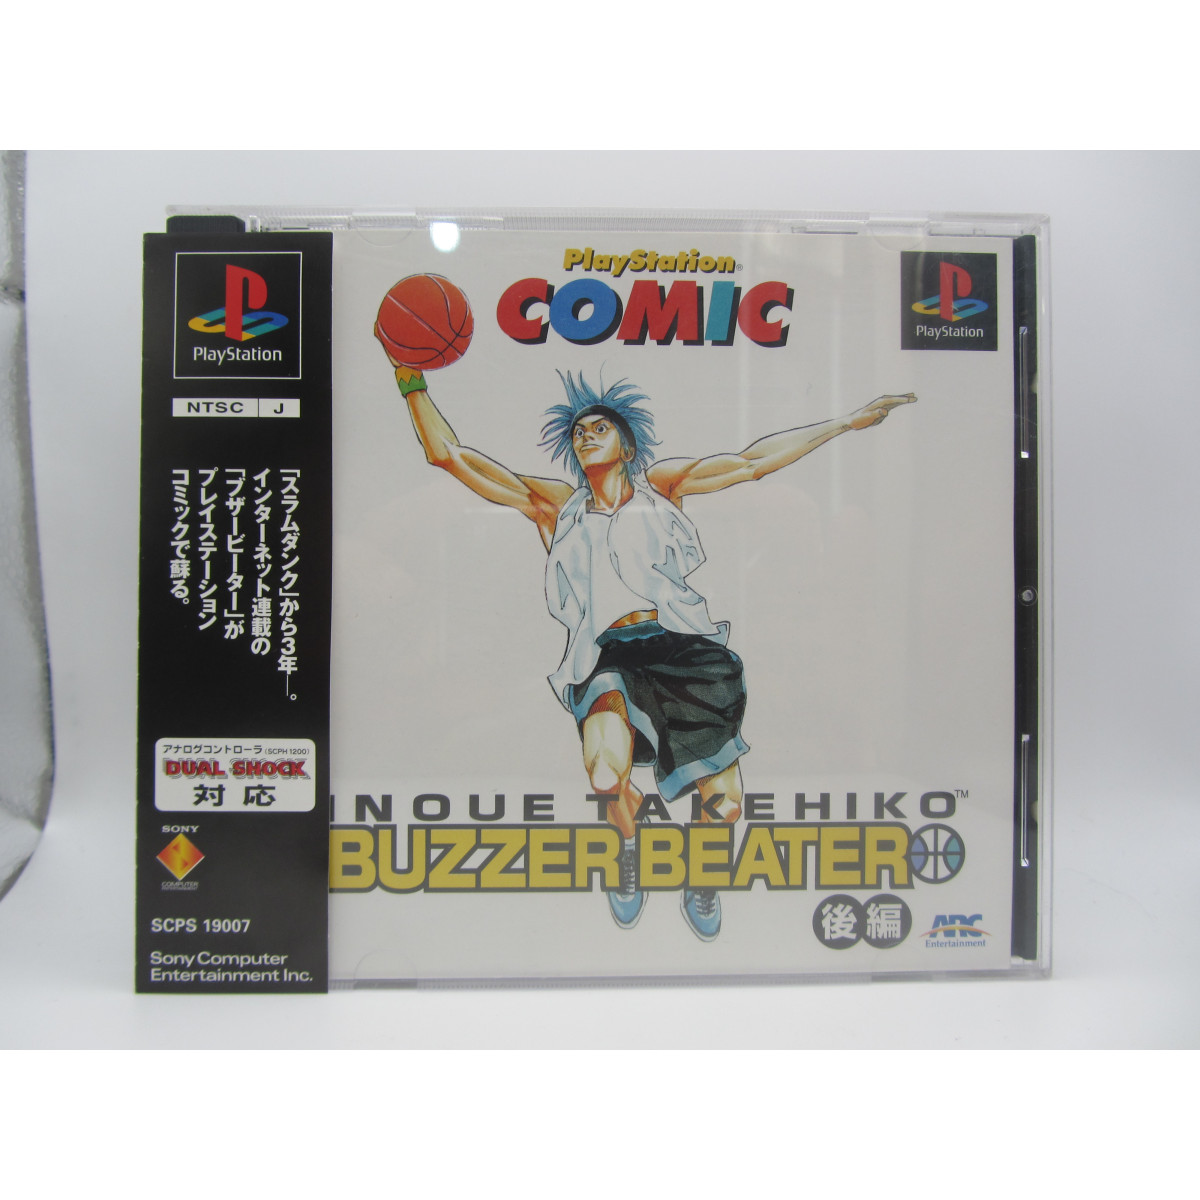 PlayStation
NTSC J
「スラムダンク」から3年—。
インターネット連載の
「ブザービーター」が
プレイステーション
コミックで蘇る。
アナログコントローラ(SCPH 1200)
DUAL SHOCK
対応
SONY
COMPUTER
ENTERTAINMENT
SCPS 19007
Sony Computer
Entertainment Inc.
PlayStation®
COMIC
PlayStation
INOUE TAKEHIKO™
BUZZER BEATER
後編
ARC
Entertainment